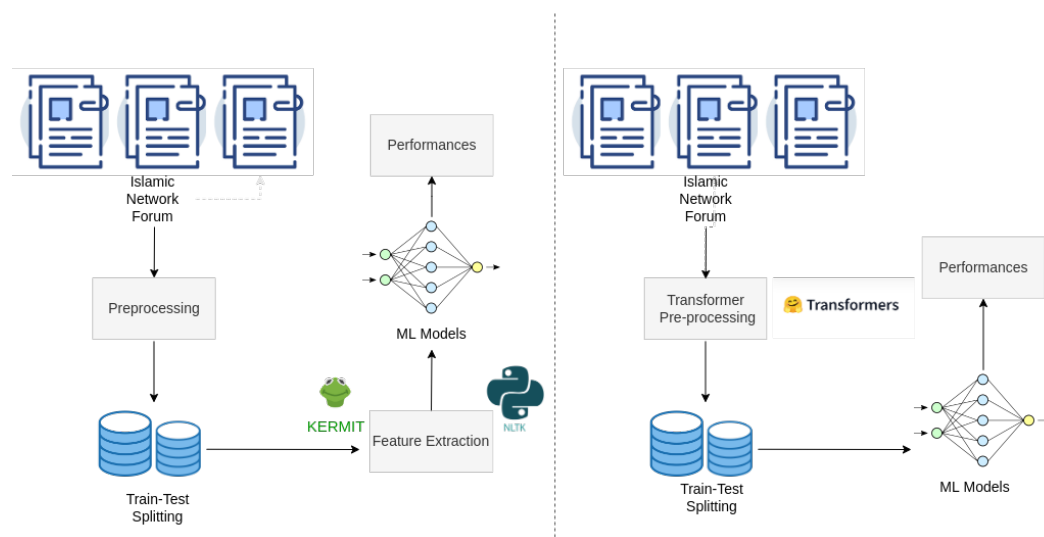 Islamic
Network
Forum
Preprocessing
Train-Test
Splitting
KERMIT
Feature Extraction
NLTK
ML Models
Performances
Islamic
Network
Forum
Transformer
Pre-processing
Transformers
Train-Test
Splitting
ML Models
Performances